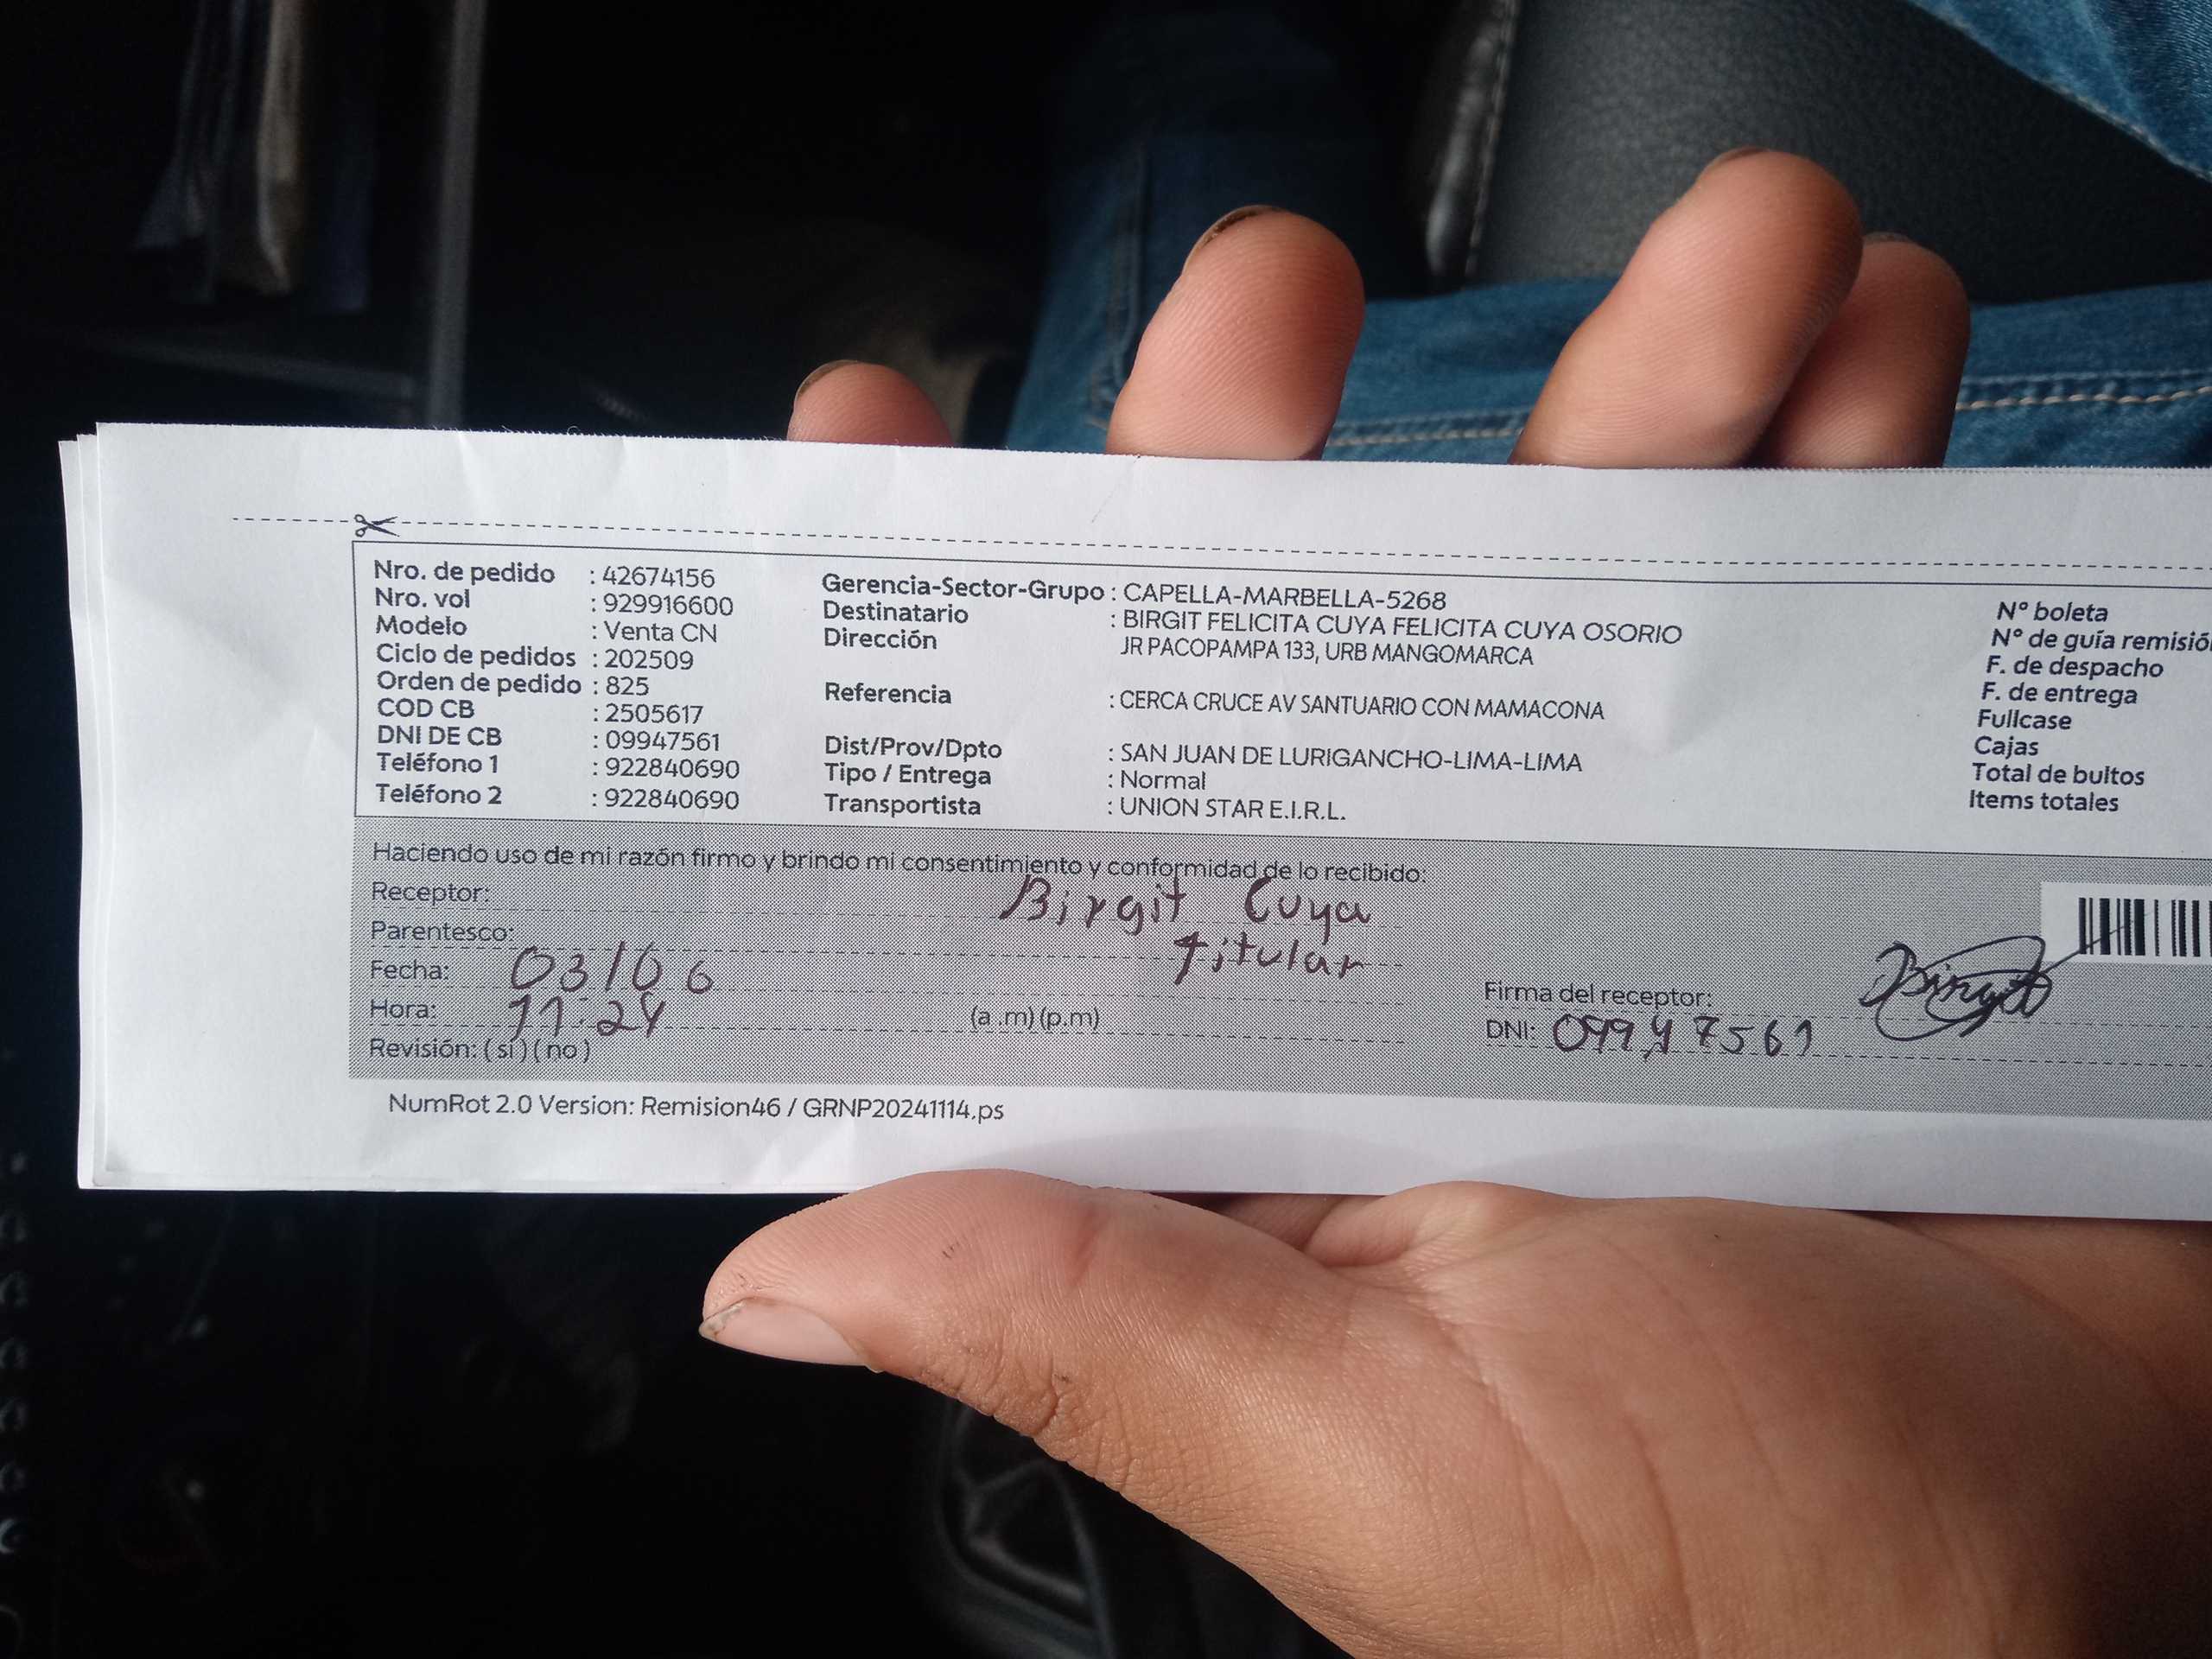 Nro. de pedido : 42674156
Nro. vol : 929916600
Modelo : Venta CN
Ciclo de pedidos : 202509
Orden de pedido : 825
COD CB : 2505617
DNI DE CB : 09947561
Teléfono 1 : 922840690
Teléfono 2 : 922840690
Gerencia-Sector-Grupo : CAPELLA-MARBELLA-5268
Destinatario : BIRGIT FELICITA CUYA FELICITA CUYA OSORIO
Dirección JR PACOPAMPA 133, URB MANGOMARCA
Referencia : CERCA CRUCE AV SANTUARIO CON MAMACONA
Dist/Prov/Dpto : SAN JUAN DE LURIGANCHO-LIMA-LIMA
Tipo / Entrega : Normal
Transportista : UNION STAR E.I.R.L.
N° boleta
N° de guía remisió
F. de despacho
F. de entrega
Fullcase
Cajas
Total de bultos
Items totales
Haciendo uso de mi razón firmo y brindo mi consentimiento y conformidad de lo recibido:
Receptor: Birgit Cuya
Parentesco: Titular
Fecha: 03/06
Hora: 11:24 (a .m) (p.m)
Revisión: ( si ) ( no )
Firma del receptor: Birgit
DNI: 09947561
NumRot 2.0 Version: Remision46 / GRNP20241114.ps